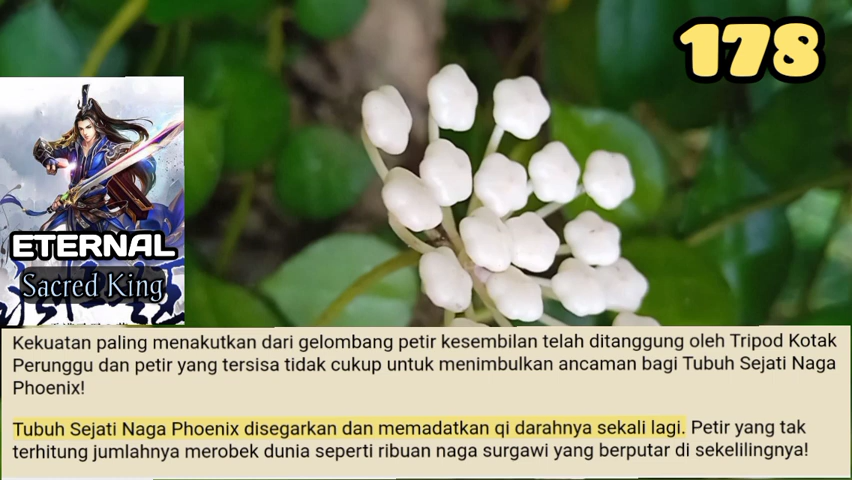 178
ETERNAL
Sacred King
Kekuatan paling menakutkan dari gelombang petir kesembilan telah ditanggung oleh Tripod Kotak
Perunggu dan petir yang tersisa tidak cukup untuk menimbulkan ancaman bagi Tubuh Sejati Naga
Phoenix!
Tubuh Sejati Naga Phoenix disegarkan dan memadatkan qi darahnya sekali lagi. Petir yang tak
terhitung jumlahnya merobek dunia seperti ribuan naga surgawi yang berputar di sekelilingnya!